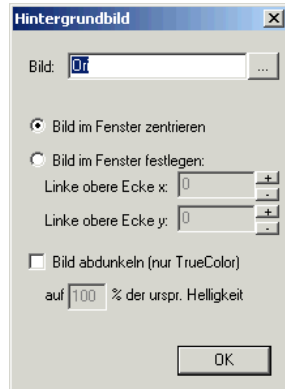 Hintergrundbild
Bild: Ori ...
Bild im Fenster zentrieren
Bild im Fenster festlegen:
Linke obere Ecke x: 0 + -
Linke obere Ecke y: 0 + -
Bild abdunkeln (nur TrueColor)
auf 100 % der urspr. Helligkeit
OK